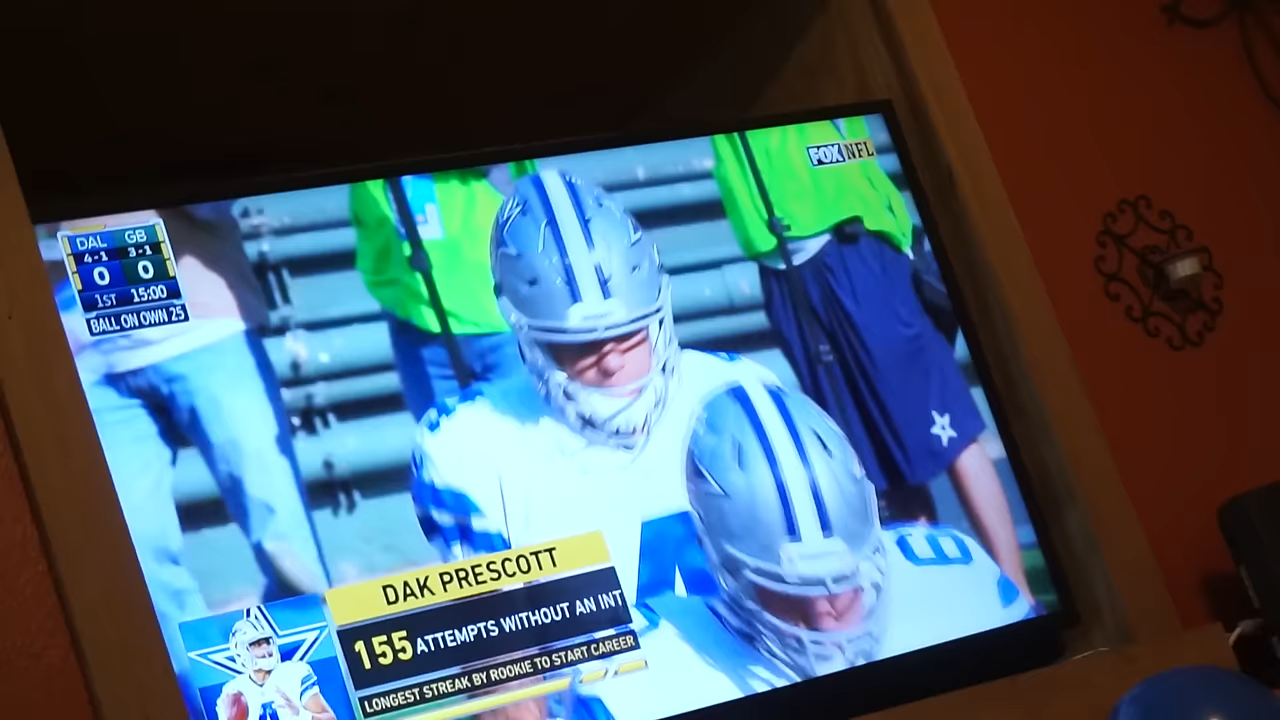 FOX NFL
DAL GB
4-1 3-1
0 0
1ST 15:00
BALL ON OWN 25
6
DAK PRESCOTT
155 ATTEMPTS WITHOUT AN INT
LONGEST STREAK BY ROOKIE TO START CAREER